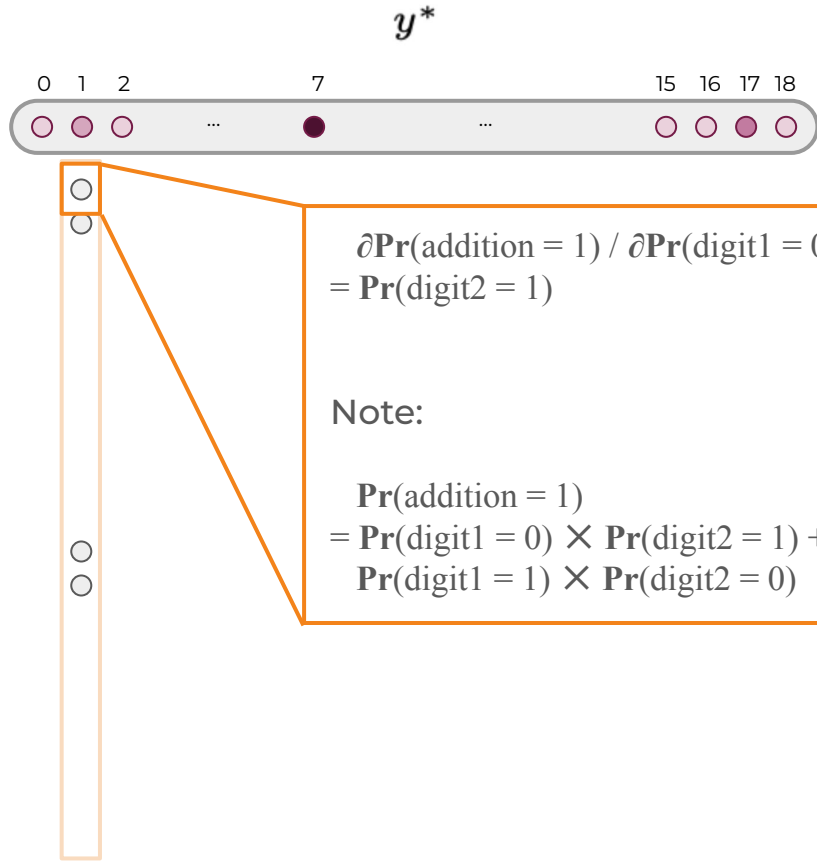 y*
0 1 2 ... 7 ... 15 16 17 18
∂Pr(addition = 1) / ∂Pr(digit1 = 0
= Pr(digit2 = 1)
Note:
Pr(addition = 1)
= Pr(digit1 = 0) × Pr(digit2 = 1) +
Pr(digit1 = 1) × Pr(digit2 = 0)